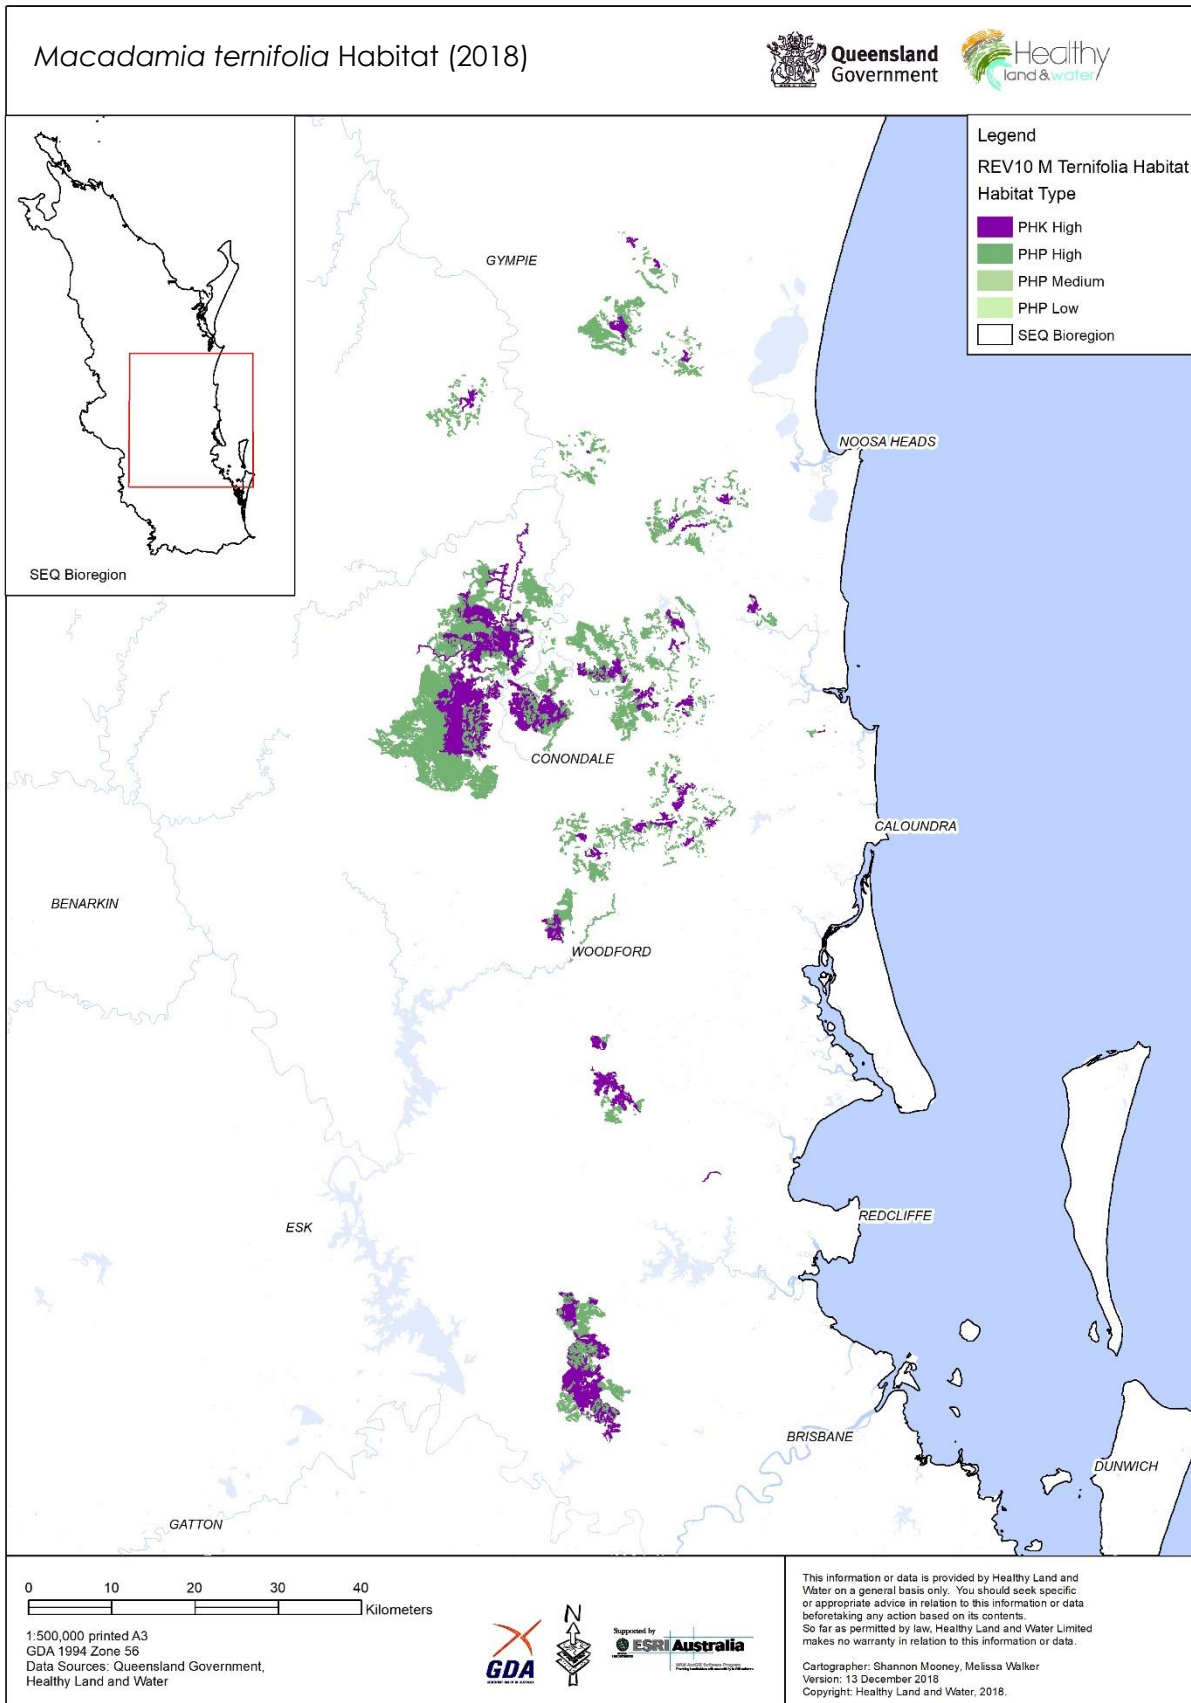 Macadamia ternifolia Habitat (2018)
Queensland
Government
Healthy
land & water
Legend
REV10 M Ternifolia Habitat
Habitat Type
PHK High
PHP High
PHP Medium
PHP Low
SEQ Bioregion
SEQ Bioregion
GYMPIE
NOOSA HEADS
CONONDALE
CALOUNDRA
BENARKIN
WOODFORD
REDCLIFFE
ESK
BRISBANE
DUNWICH
GATTON
0 10 20 30 40
Kilometers
1:500,000 printed A3
GDA 1994 Zone 56
Data Sources: Queensland Government,
Healthy Land and Water
GDA
N
Supported by
ESRI Australia
This information or data is provided by Healthy Land and
Water on a general basis only. You should seek specific
or appropriate advice in relation to this information or data
beforetaking any action based on its contents.
So far as permitted by law, Healthy Land and Water Limited
makes no warranty in relation to this information or data.
Cartographer: Shannon Mooney, Melissa Walker
Version: 13 December 2018
Copyright: Healthy Land and Water, 2018.